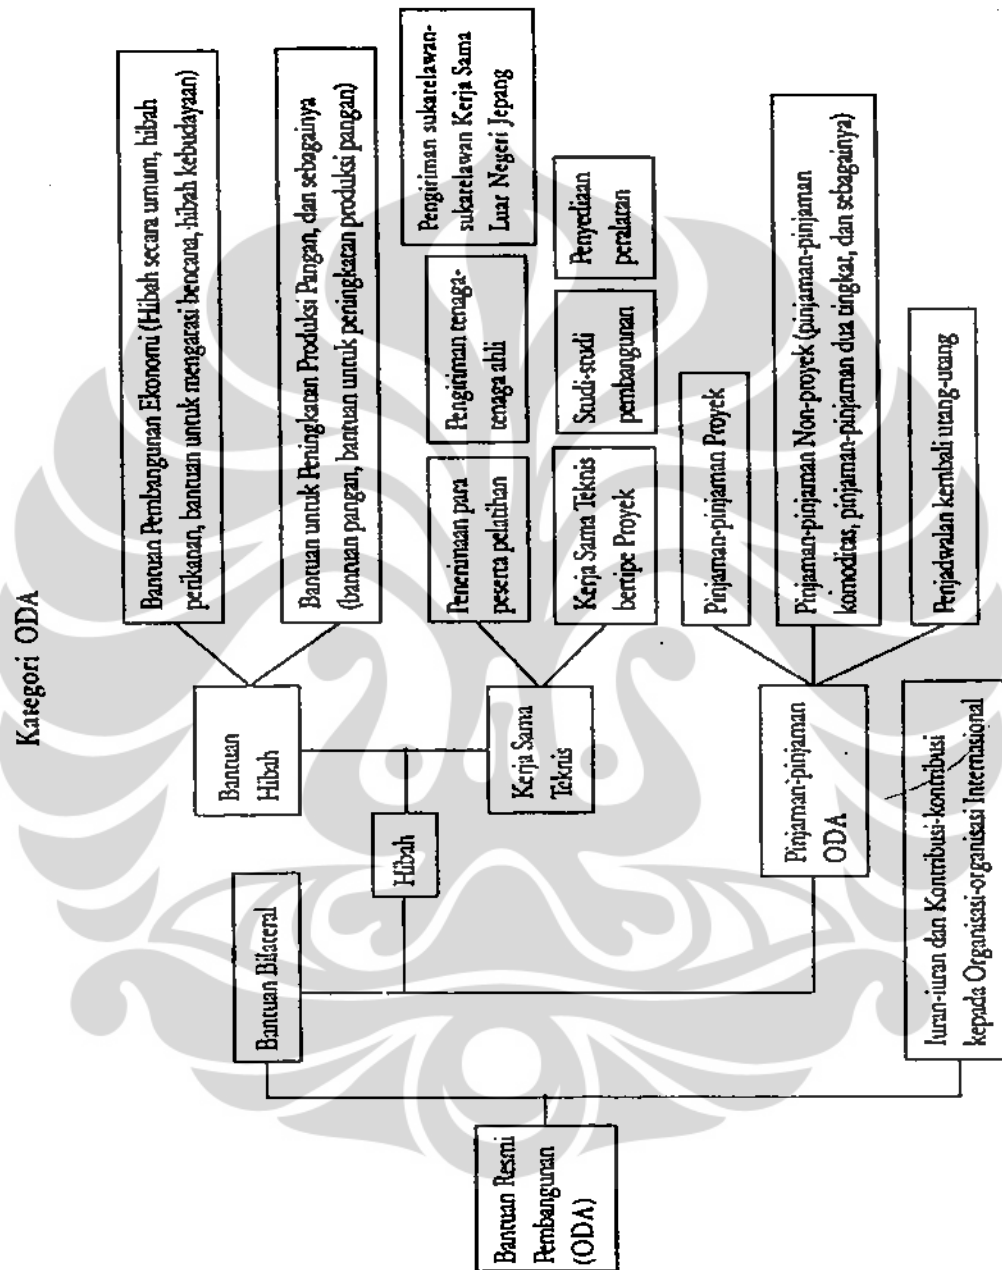 Kategori ODA
Bantuan Resmi
Pembangunan
(ODA)
Bantuan Bilateral
Hibah
Bantuan
Hibah
Bantuan Pembangunan Ekonomi (Hibah secara umum, hibah
perikanan, bantuan untuk mengatasi bencana, hibah kebudayaan)
Bantuan untuk Peningkatan Produksi Pangan, dan sebagainya
(bantuan pangan, bantuan untuk peningkatan produksi pangan)
Kerja Sama
Teknis
Penerimaan para
peserta pelatihan
Pengiriman tenaga-
tenaga ahli
Pengiriman sukarelawan-
sukarelawan Kerja Sama
Luar Negeri Jepang
Kerja Sama Teknis
bertipe Proyek
Studi-studi
pembangunan
Penyediaan
peralatan
Pinjaman-pinjaman
ODA
Pinjaman-pinjaman Proyek
Pinjaman-pinjaman Non-proyek (pinjaman-pinjaman
komoditas, pinjaman-pinjaman dua tingkat, dan sebagainya)
Penjadwalan kembali utang-utang
Iuran-iuran dan Kontribusi-kontribusi
kepada Organisasi-organisasi Internasional